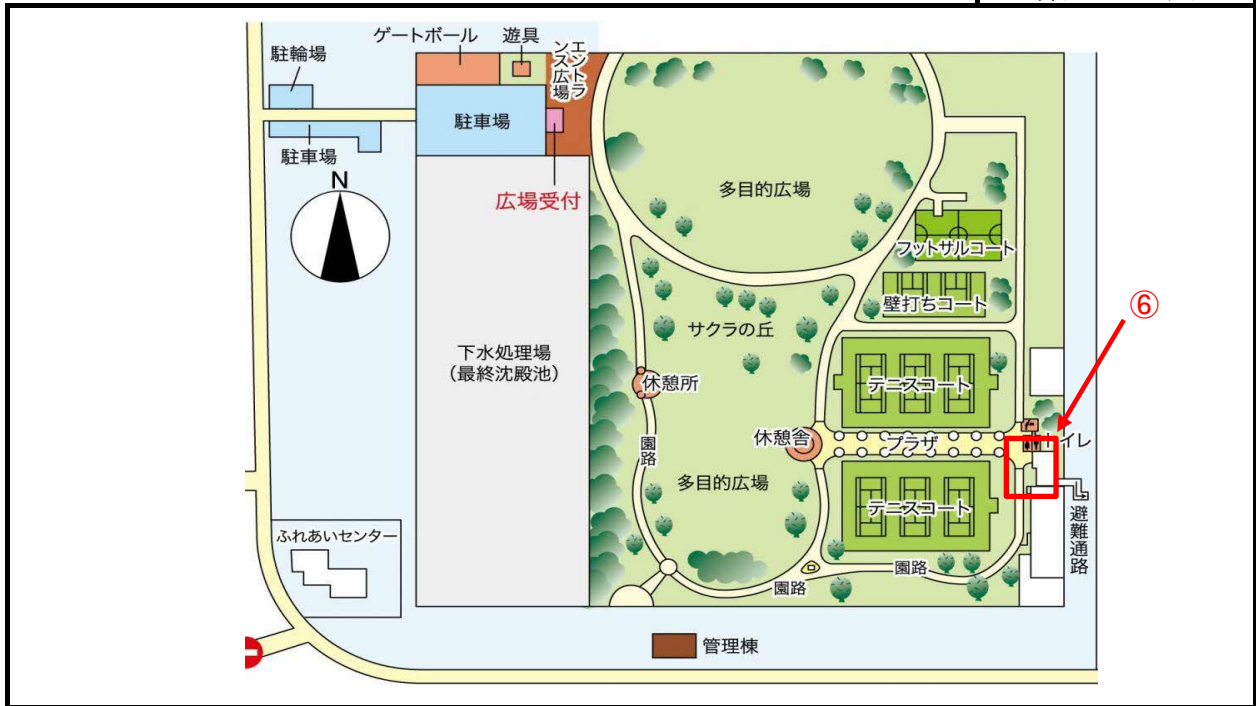 ゲートボール
遊具
エントラ
ンス広場
駐輪場
駐車場
駐車場
N
広場受付
多目的広場
フットサルコート
壁打ちコート
⑥
サクラの丘
下水処理場
(最終沈殿池)
休憩所
テニスコート
休憩舎
プラザ
トイレ
園路
多目的広場
テニスコート
避難通路
ふれあいセンター
園路
園路
管理棟